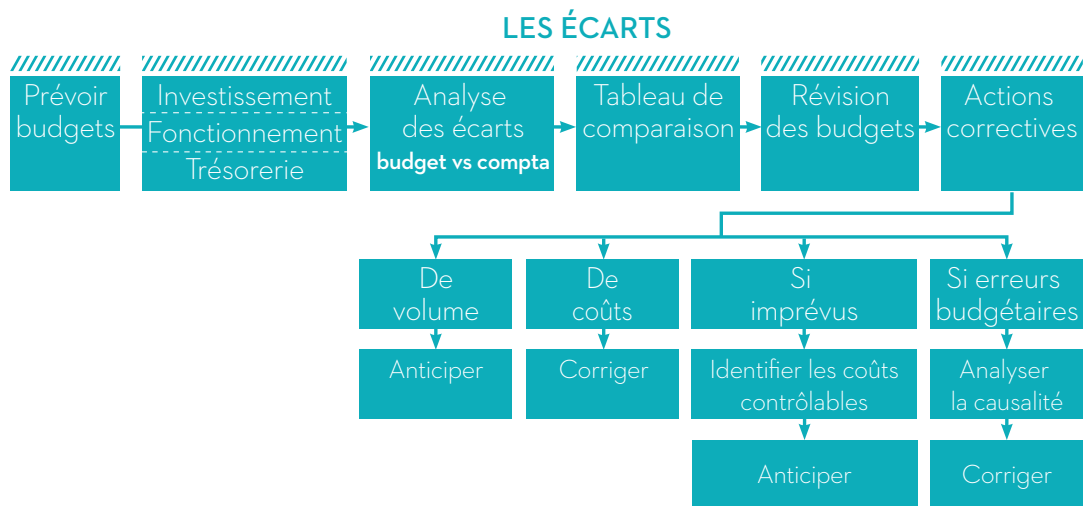 LES ÉCARTS
Prévoir
budgets
Investissement
Fonctionnement
Trésorerie
Analyse
des écarts
budget vs compta
Tableau de
comparaison
Révision
des budgets
Actions
correctives
De
volume
De
coûts
Si
imprévus
Si erreurs
budgétaires
Anticiper
Corriger
Identifier les coûts
contrôlables
Analyser
la causalité
Anticiper
Corriger